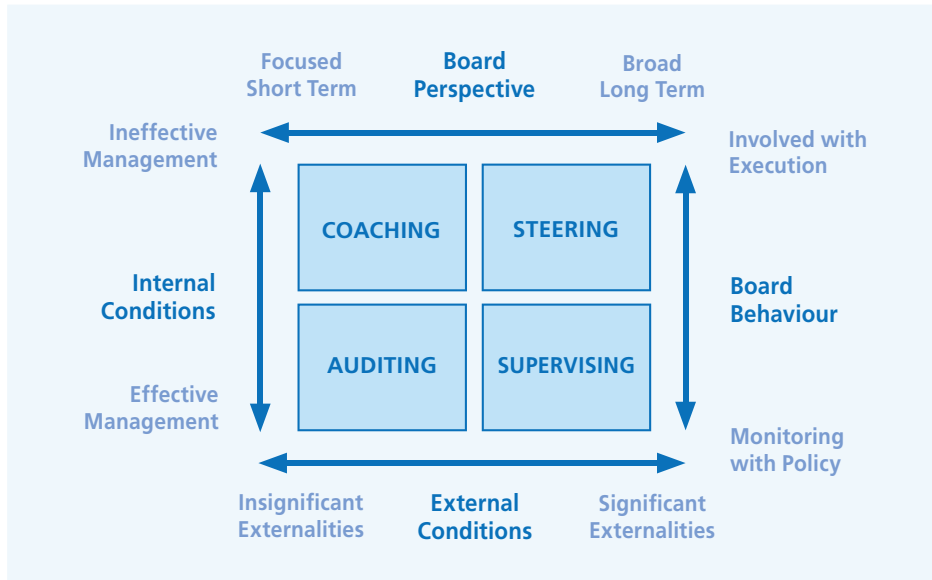 Focused
Short Term
Board
Perspective
Broad
Long Term
Ineffective
Management
Involved with
Execution
COACHING
STEERING
Internal
Conditions
Board
Behaviour
AUDITING
SUPERVISING
Effective
Management
Monitoring
with Policy
Insignificant
Externalities
External
Conditions
Significant
Externalities